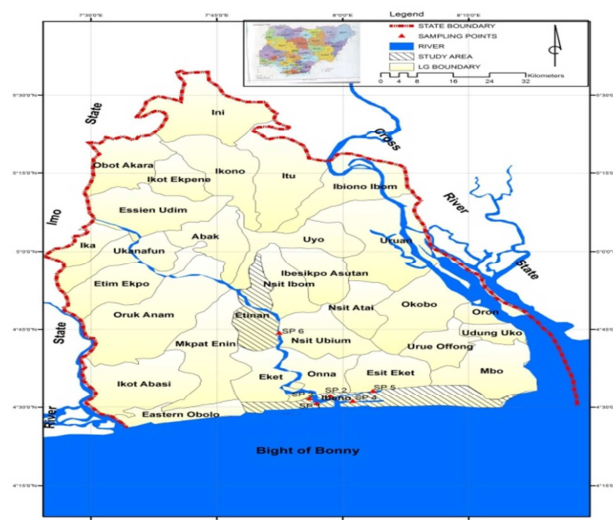 7°30'0"E
8°0'0"E
8°15'0"E
Legend
STATE BOUNDARY
SAMPLING POINTS
RIVER
STUDY AREA
LG BOUNDARY
0 4 8 16 24 32
Kilometers
5°30'0"N
5°15'0"N
5°0'0"N
4°45'0"N
4°30'0"N
4°15'0"N
State
Imo
State
River
Cross
River
State
Ini
Obot Akara
Ikot Ekpene
Ikono
Itu
Ibiono Ibom
Essien Udim
Ika
Ukanafun
Abak
Uyo
Uruan
Ibesikpo Asutan
Nsit Ibom
Etim Ekpo
Oruk Anam
Etinan
SP 6
Nsit Atai
Okobo
Oron
Udung Uko
Mkpat Enin
Nsit Ubium
Urue Offong
Ikot Abasi
Eket
Onna
Esit Eket
Mbo
SP 2
SP 5
Ibeno
SP 4
SP
Eastern Obolo
Bight of Bonny